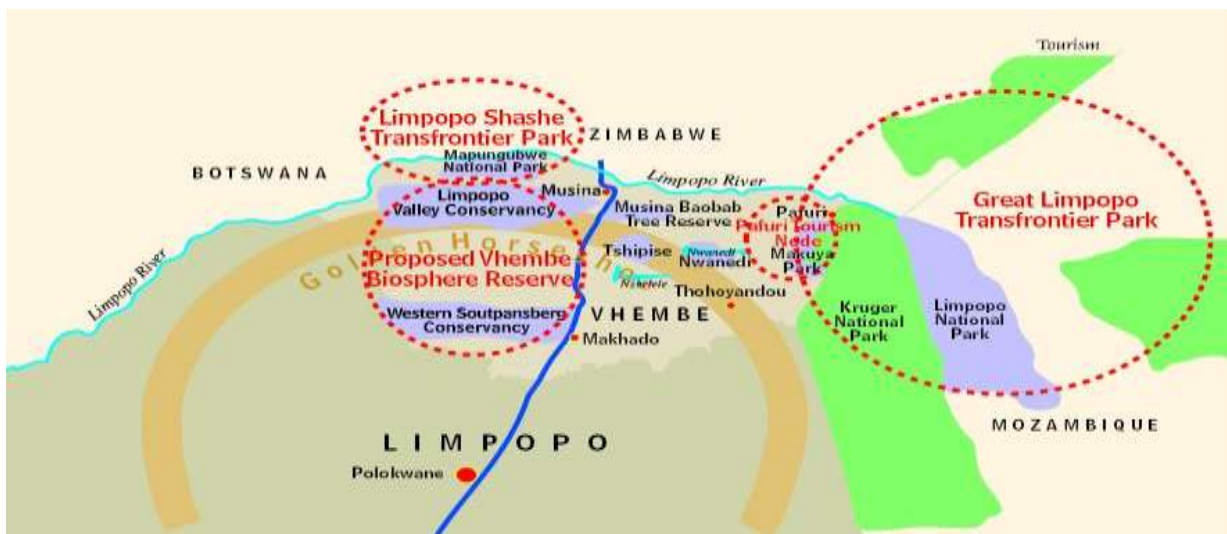 Tourism
Limpopo Shashe
Transfrontier Park
ZIMBABWE
Mapungubwe
National Park
BOTSWANA
Limpopo River
Musina
Limpopo
Valley Conservancy
Musina Baobab
Tree Reserve
Pafuri
Pafuri Tourism
Node
Makuya
Park
Great Limpopo
Transfrontier Park
Golden Horseshoe
Tshipise
Nwanedi
Nwanedi
Proposed Vhembe
Biosphere Reserve
Nzhelele
Thohoyandou
Limpopo River
Western Soutpansberg
Conservancy
VHEMBE
Makhado
Kruger
National
Park
Limpopo
National
Park
MOZAMBIQUE
LIMPOPO
Polokwane